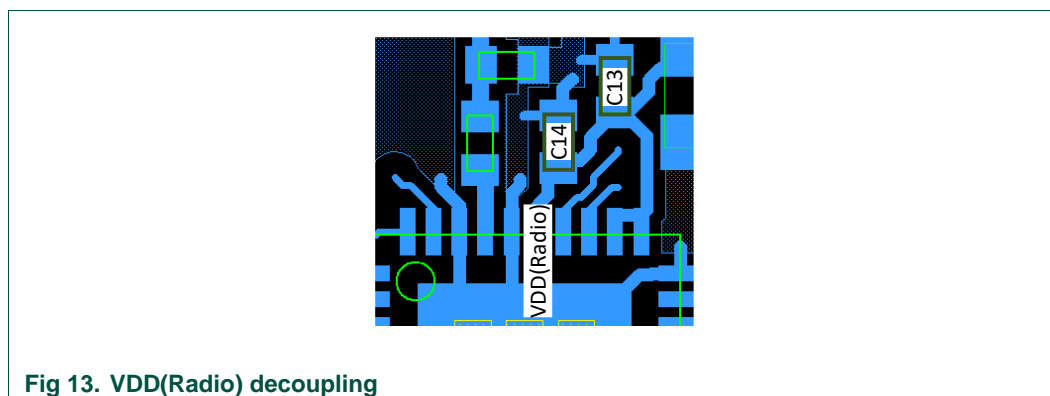 C13
C14
VDD(Radio)
Fig 13. VDD(Radio) decoupling